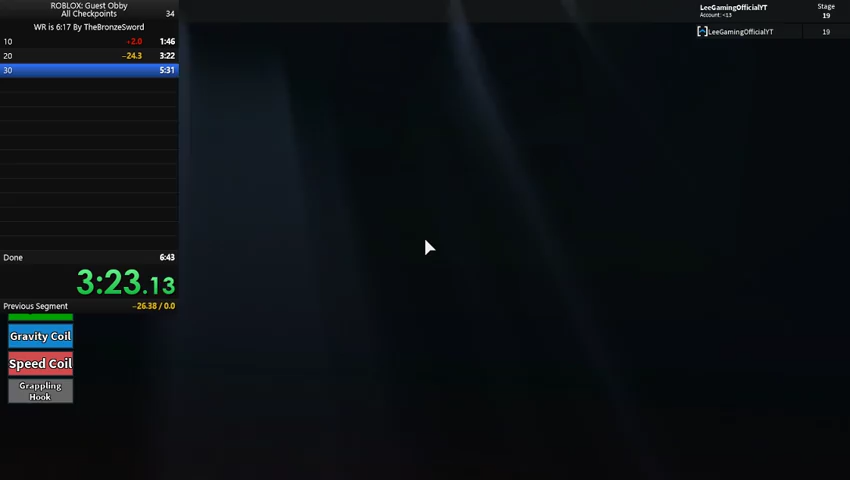 ROBLOX: Guest Obby
All Checkpoints 34
WR is 6:17 By TheBronzeSword
10 +2.0 1:46
20 −24.3 3:22
30 5:31
Done 6:43
3:23.13
Previous Segment −26.38 / 0.0
Gravity Coil
Speed Coil
Grappling
Hook
LeeGamingOfficialYT
Account: <13
Stage
19
LeeGamingOfficialYT 19